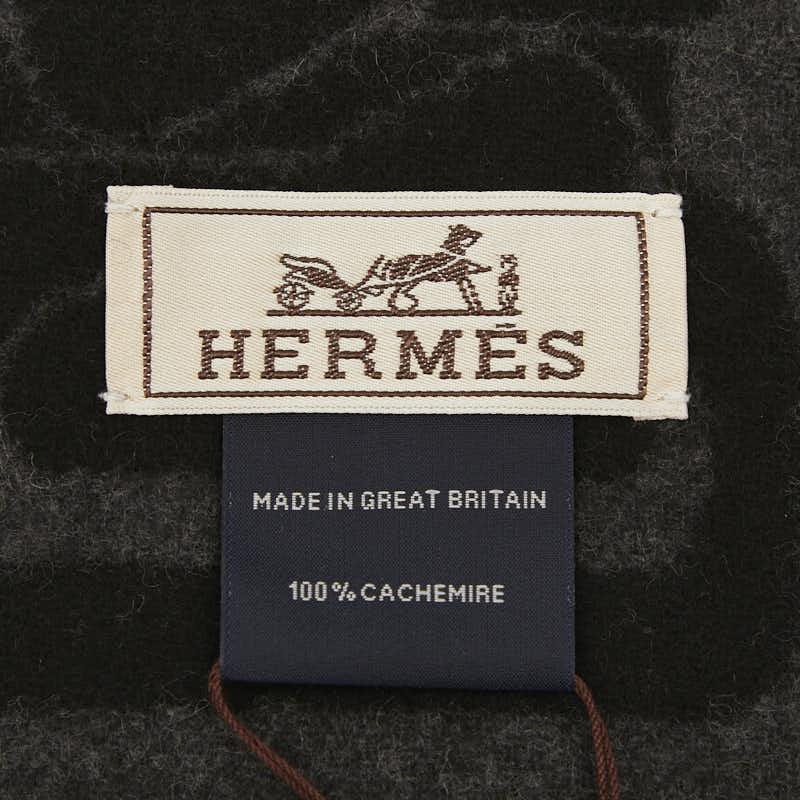 HERMÈS
MADE IN GREAT BRITAIN
100% CACHEMIRE